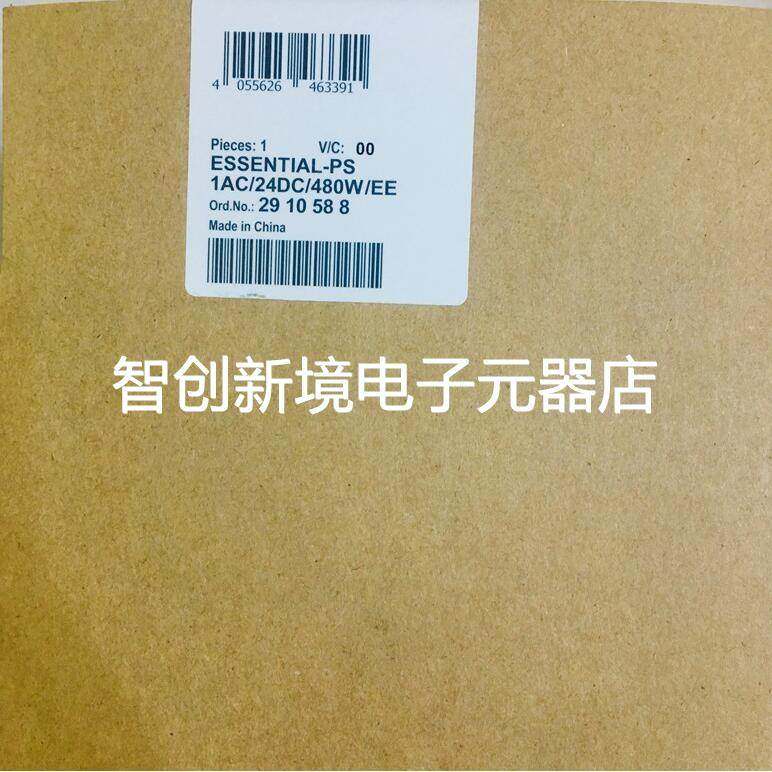 4 055626 463391
Pieces: 1 V/C: 00
ESSENTIAL-PS
1AC/24DC/480W/EE
Ord.No.: 29 10 58 8
Made in China
智创新境电子元器店